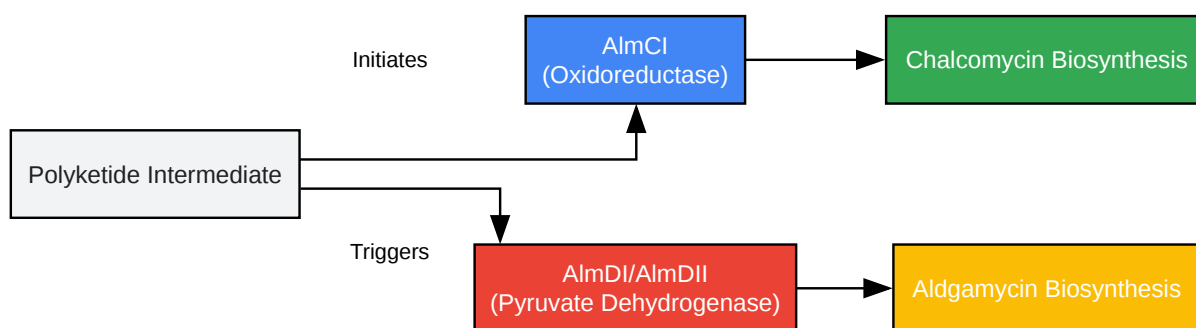 Initiates
AlmCI
(Oxidoreductase)
Chalcomycin Biosynthesis
Polyketide Intermediate
Triggers
AlmDI/AlmDII
(Pyruvate Dehydrogenase)
Aldgamycin Biosynthesis